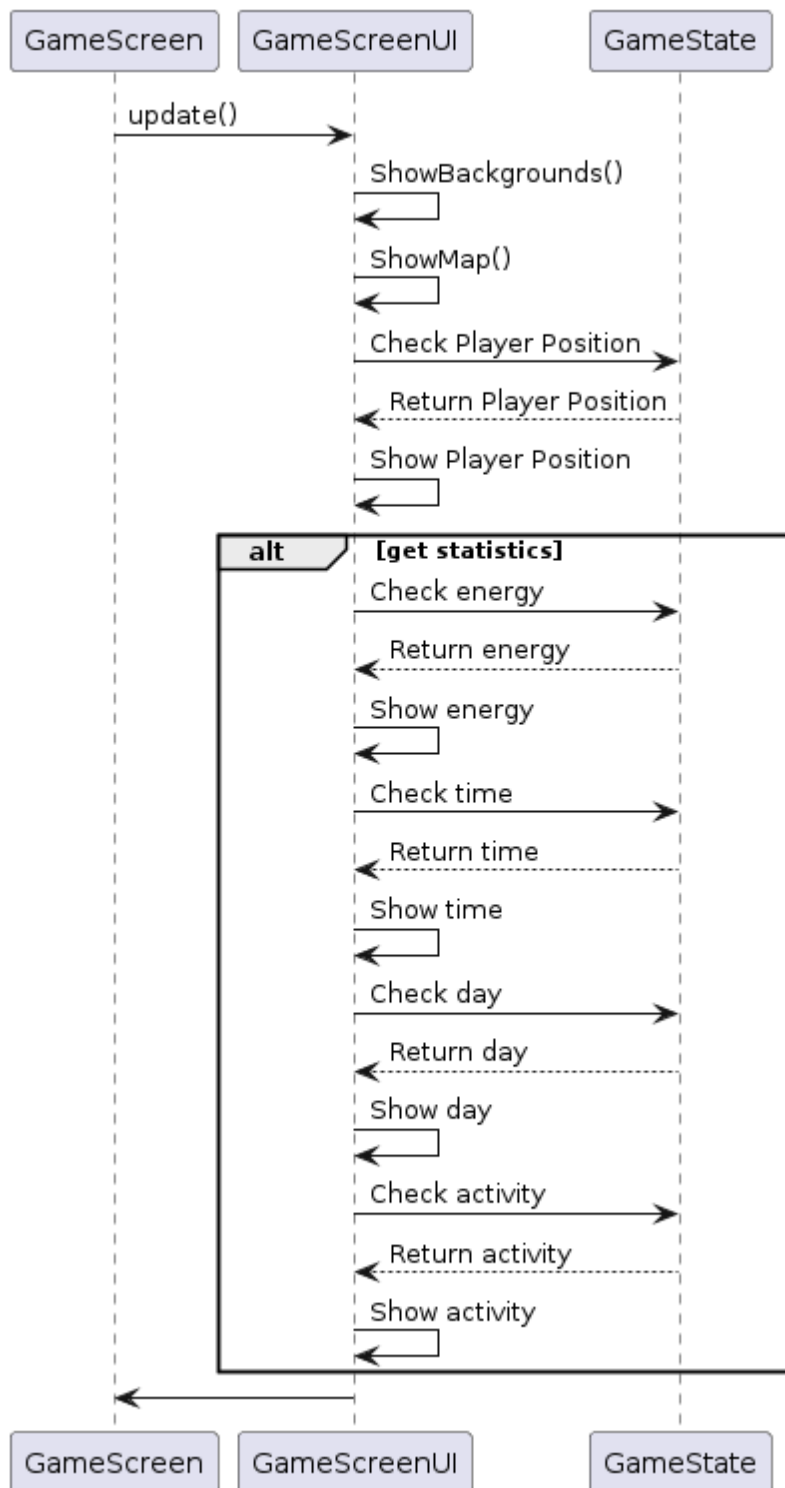 GameScreen GameScreenUI GameState
update()
ShowBackgrounds()
ShowMap()
Check Player Position
Return Player Position
Show Player Position
alt [get statistics]
Check energy
Return energy
Show energy
Check time
Return time
Show time
Check day
Return day
Show day
Check activity
Return activity
Show activity
GameScreen GameScreenUI GameState